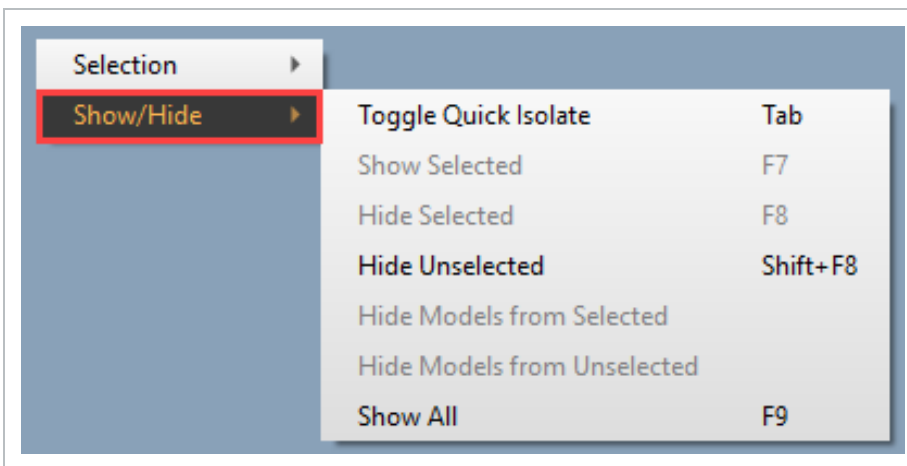 Selection
Show/Hide
Toggle Quick Isolate Tab
Show Selected F7
Hide Selected F8
Hide Unselected Shift+F8
Hide Models from Selected
Hide Models from Unselected
Show All F9